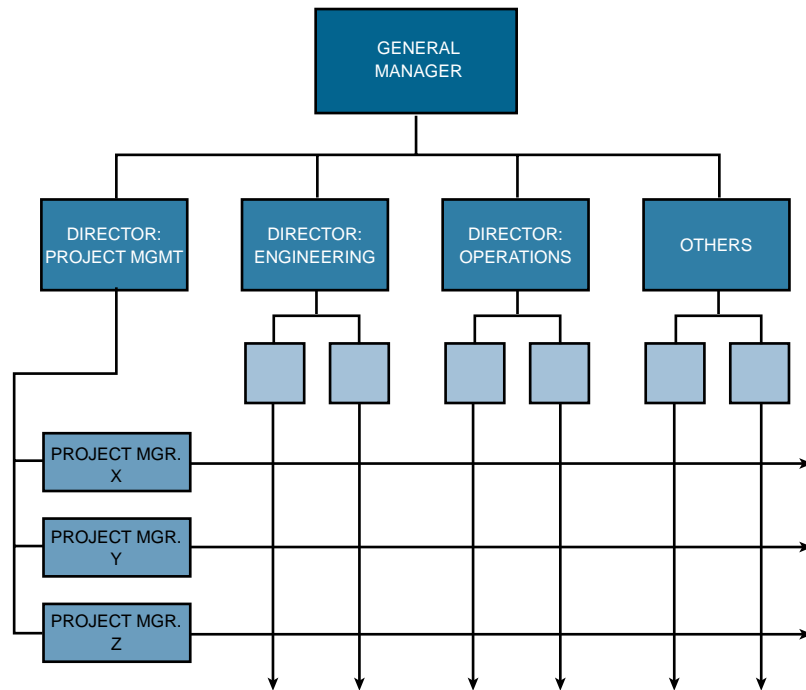 GENERAL
MANAGER
DIRECTOR:
PROJECT MGMT
DIRECTOR:
ENGINEERING
DIRECTOR:
OPERATIONS
OTHERS
PROJECT MGR.
X
PROJECT MGR.
Y
PROJECT MGR.
Z